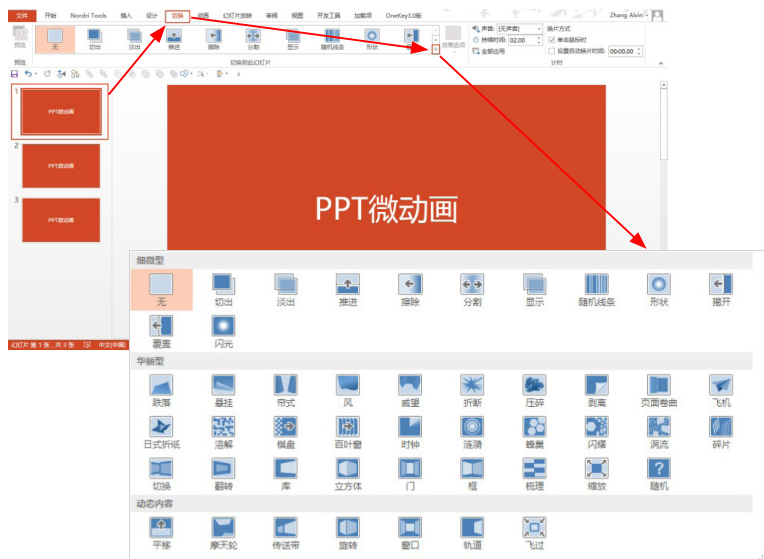 文件 开始 Nordri Tools 插入 设计 切换 动画 幻灯片放映 审阅 视图 开发工具 加载项 OneKey3.0版 Zhang Alvin
预览 无 切出 淡出 推进 擦除 分割 显示 随机线条 形状 效果选项
声音: [无声音] 换片方式
持续时间: 02.00 单击鼠标时
全部应用 设置自动换片时间: 00:00.00
预览 切换到此幻灯片 计时
1
PPT微动画
2
PPT微动画
3
PPT微动画
PPT微动画
幻灯片 第 1 张，共 3 张 中文(中国)
细微型
无 切出 淡出 推进 擦除 分割 显示 随机线条 形状 揭开
覆盖 闪光
华丽型
跌落 悬挂 帘式 风 威望 折断 压碎 剥离 页面卷曲 飞机
日式折纸 溶解 棋盘 百叶窗 时钟 涟漪 蜂巢 闪耀 涡流 碎片
切换 翻转 库 立方体 门 框 梳理 缩放 随机
动态内容
平移 摩天轮 传送带 旋转 窗口 轨道 飞过